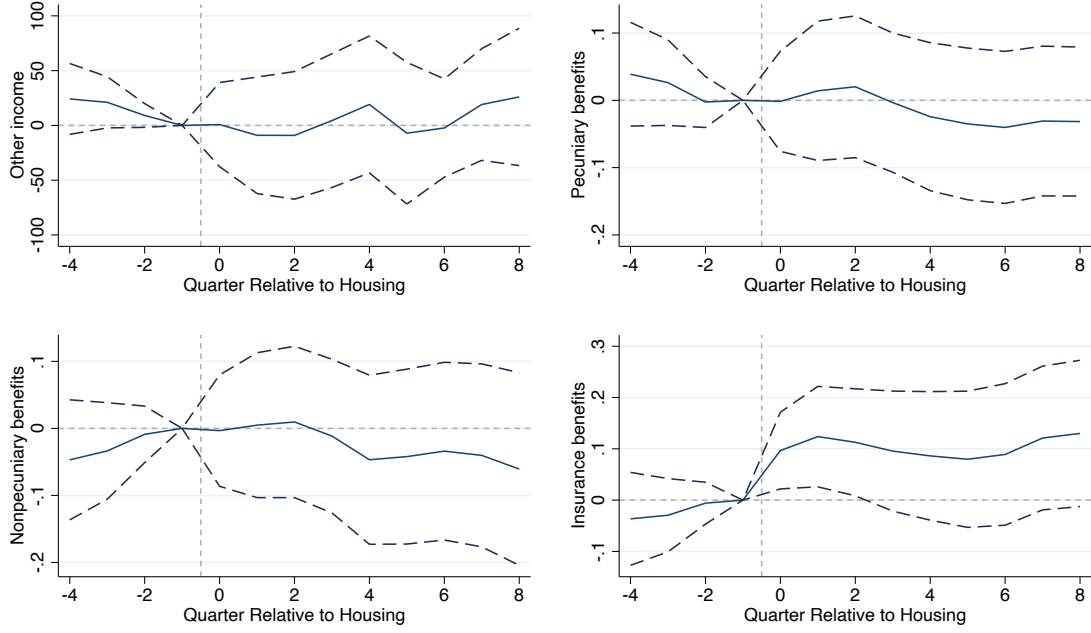 Other income
100
50
0
-50
-100
-4 -2 0 2 4 6 8
Quarter Relative to Housing
Pecuniary benefits
.1
0
-.1
-.2
-4 -2 0 2 4 6 8
Quarter Relative to Housing
Nonpecuniary benefits
.1
0
-.1
-.2
-4 -2 0 2 4 6 8
Quarter Relative to Housing
Insurance benefits
.3
.2
.1
0
-.1
-4 -2 0 2 4 6 8
Quarter Relative to Housing